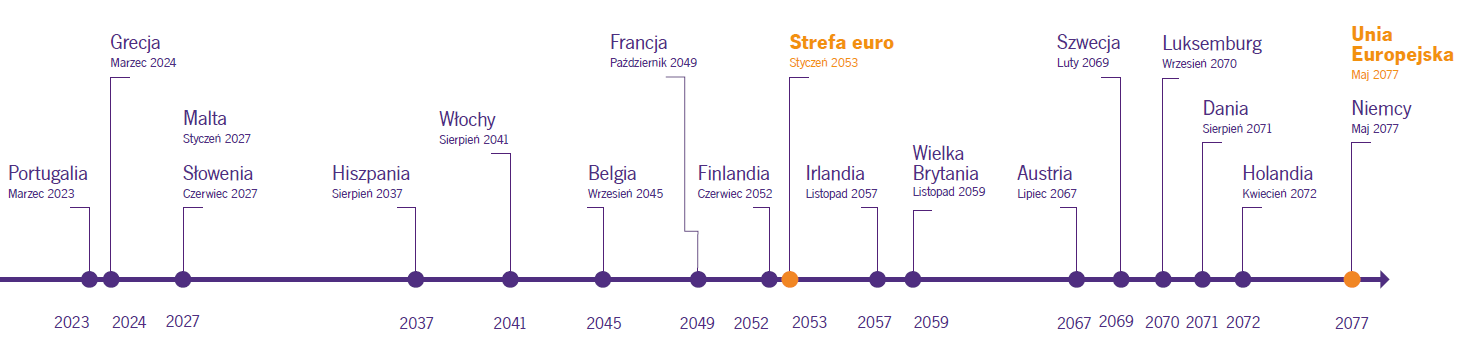 Grecja
Marzec 2024
Francja
Październik 2049
Strefa euro
Styczeń 2053
Szwecja
Luty 2069
Luksemburg
Wrzesień 2070
Unia
Europejska
Maj 2077
Malta
Styczeń 2027
Włochy
Sierpień 2041
Dania
Sierpień 2071
Niemcy
Maj 2077
Portugalia
Marzec 2023
Słowenia
Czerwiec 2027
Hiszpania
Sierpień 2037
Belgia
Wrzesień 2045
Finlandia
Czerwiec 2052
Irlandia
Listopad 2057
Wielka
Brytania
Listopad 2059
Austria
Lipiec 2067
Holandia
Kwiecień 2072
2023 2024 2027 2037 2041 2045 2049 2052 2053 2057 2059 2067 2069 2070 2071 2072 2077